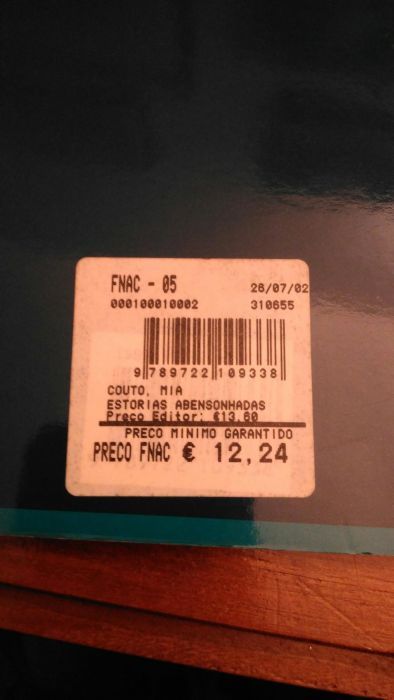 FNAC - 05 26/07/02
000100010002 310655
9 789722 109338
COUTO, MIA
ESTORIAS ABENSONHADAS
Preco Editor: €13.60
PRECO MINIMO GARANTIDO
PRECO FNAC € 12,24